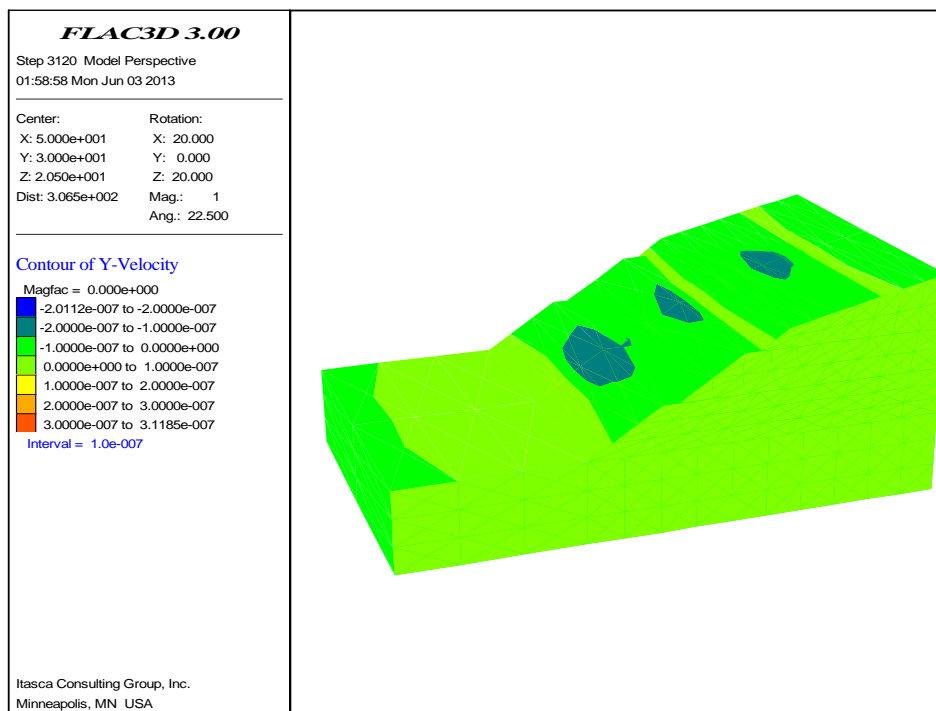 FLAC3D 3.00
Step 3120 Model Perspective
01:58:58 Mon Jun 03 2013
Center: Rotation:
X: 5.000e+001 X: 20.000
Y: 3.000e+001 Y: 0.000
Z: 2.050e+001 Z: 20.000
Dist: 3.065e+002 Mag.: 1
Ang.: 22.500
Contour of Y-Velocity
Magfac = 0.000e+000
-2.0112e-007 to -2.0000e-007
-2.0000e-007 to -1.0000e-007
-1.0000e-007 to 0.0000e+000
0.0000e+000 to 1.0000e-007
1.0000e-007 to 2.0000e-007
2.0000e-007 to 3.0000e-007
3.0000e-007 to 3.1185e-007
Interval = 1.0e-007
Itasca Consulting Group, Inc.
Minneapolis, MN USA